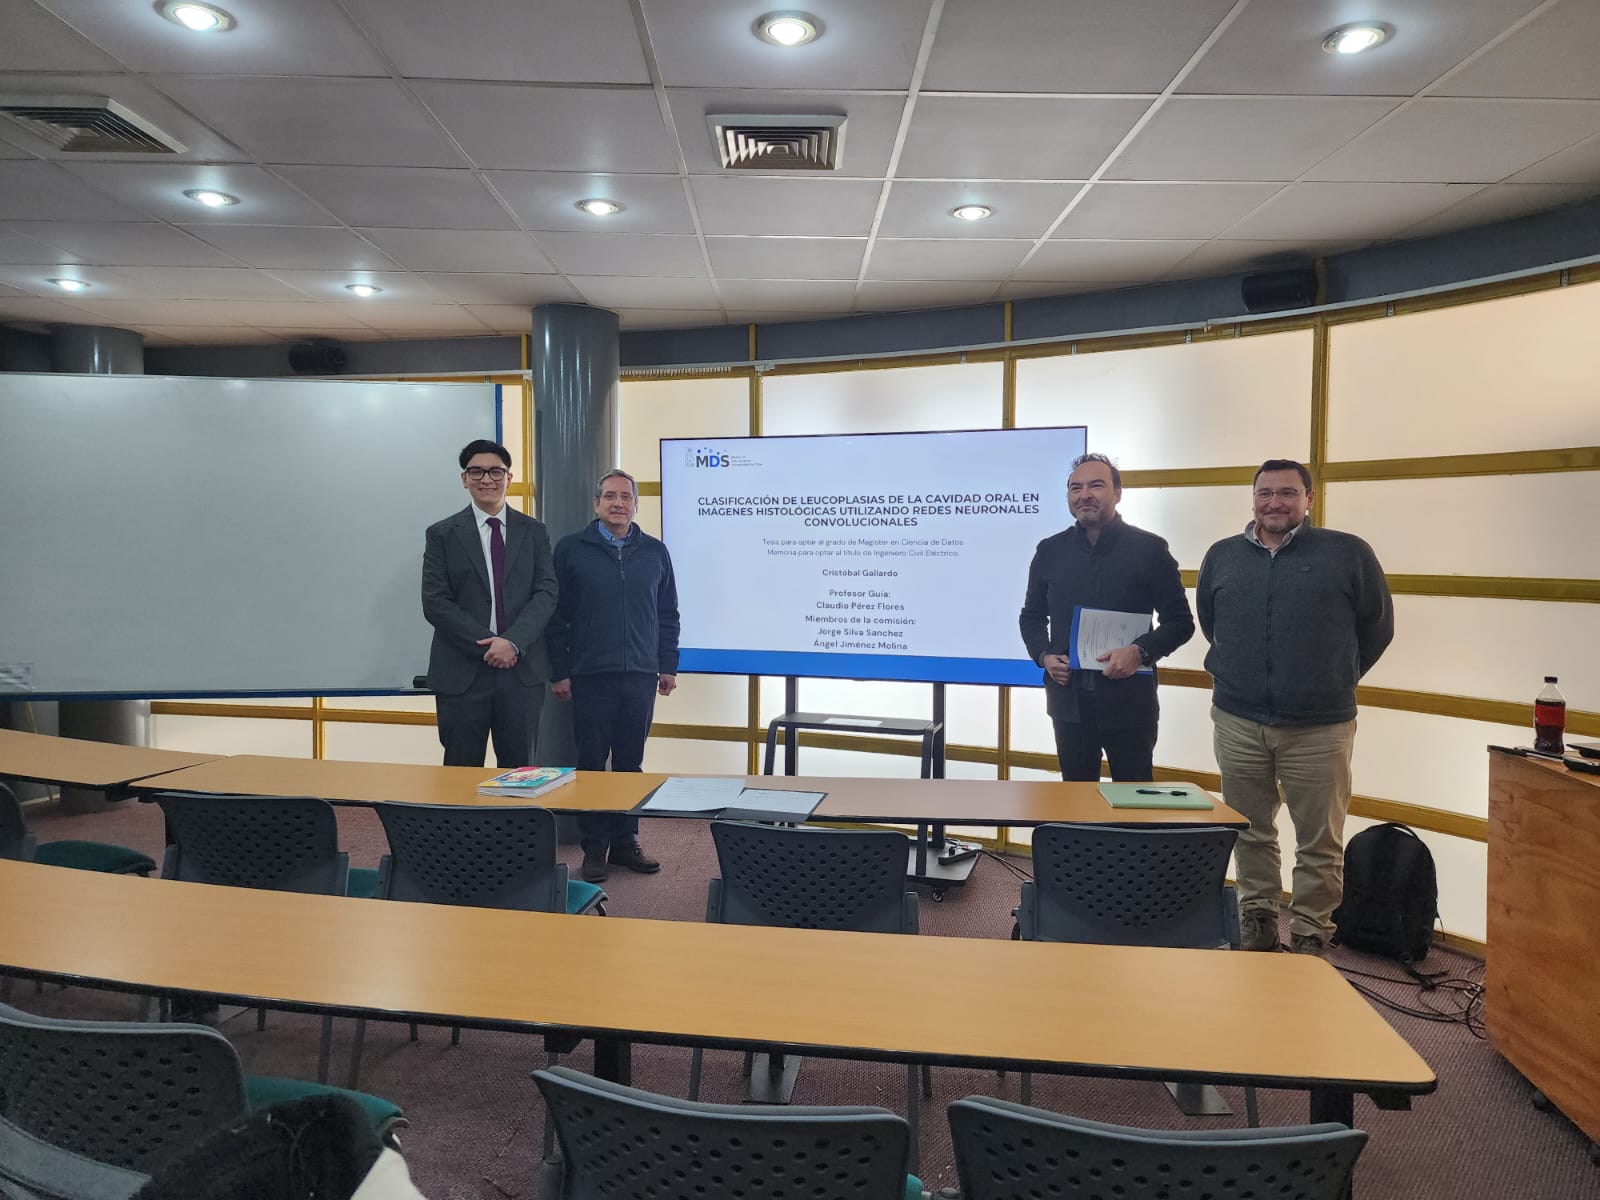 MDS
CLASIFICACIÓN DE LEUCOPLASIAS DE LA CAVIDAD ORAL EN
IMÁGENES HISTOLÓGICAS UTILIZANDO REDES NEURONALES
CONVOLUCIONALES
Tesis para optar al grado de Magíster en Ciencia de Datos
Memoria para optar al título de Ingeniero Civil Eléctrico
Cristóbal Gallardo
Profesor Guía:
Claudio Pérez Flores
Miembros de la comisión:
Jorge Silva Sanchez
Ángel Jiménez Molina